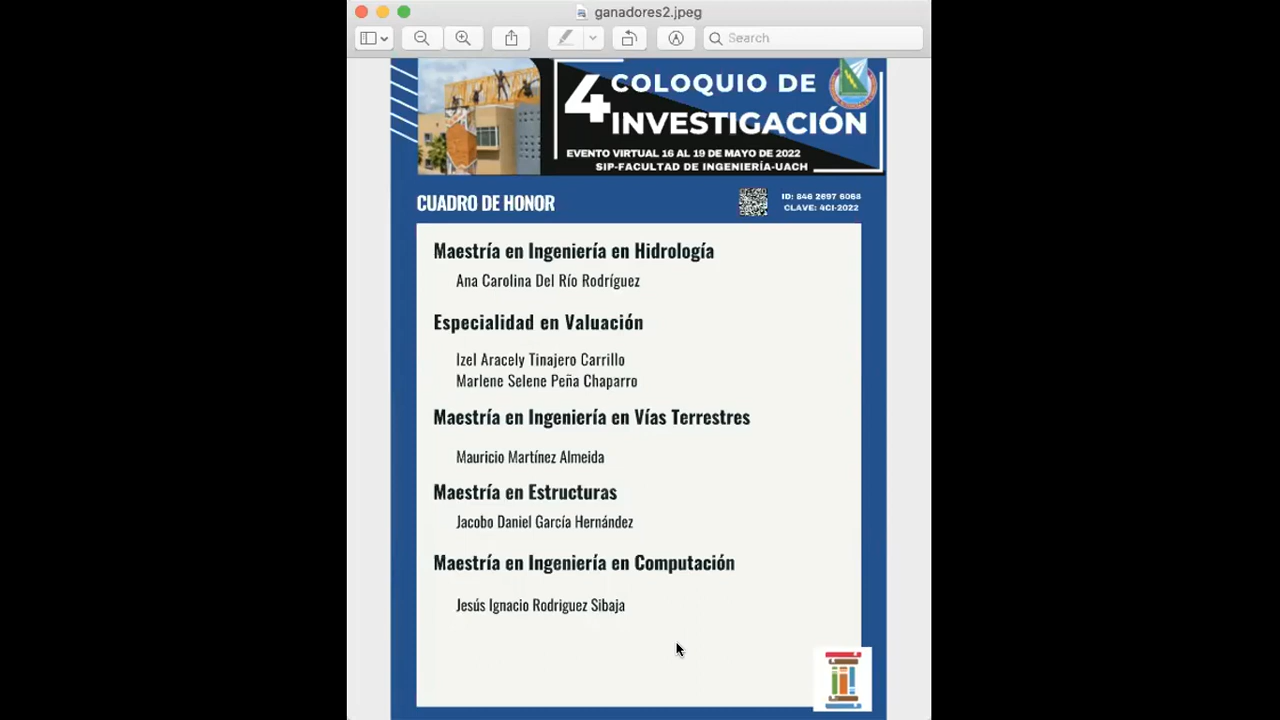 ganadores2.jpeg
Search
4 COLOQUIO DE
INVESTIGACIÓN
EVENTO VIRTUAL 16 AL 19 DE MAYO DE 2022
SIP-FACULTAD DE INGENIERÍA-UACH
CUADRO DE HONOR
ID: 846 2697 6068
CLAVE: 4CI-2022
Maestría en Ingeniería en Hidrología
Ana Carolina Del Río Rodríguez
Especialidad en Valuación
Izel Aracely Tinajero Carrillo
Marlene Selene Peña Chaparro
Maestría en Ingeniería en Vías Terrestres
Mauricio Martínez Almeida
Maestría en Estructuras
Jacobo Daniel García Hernández
Maestría en Ingeniería en Computación
Jesús Ignacio Rodriguez Sibaja